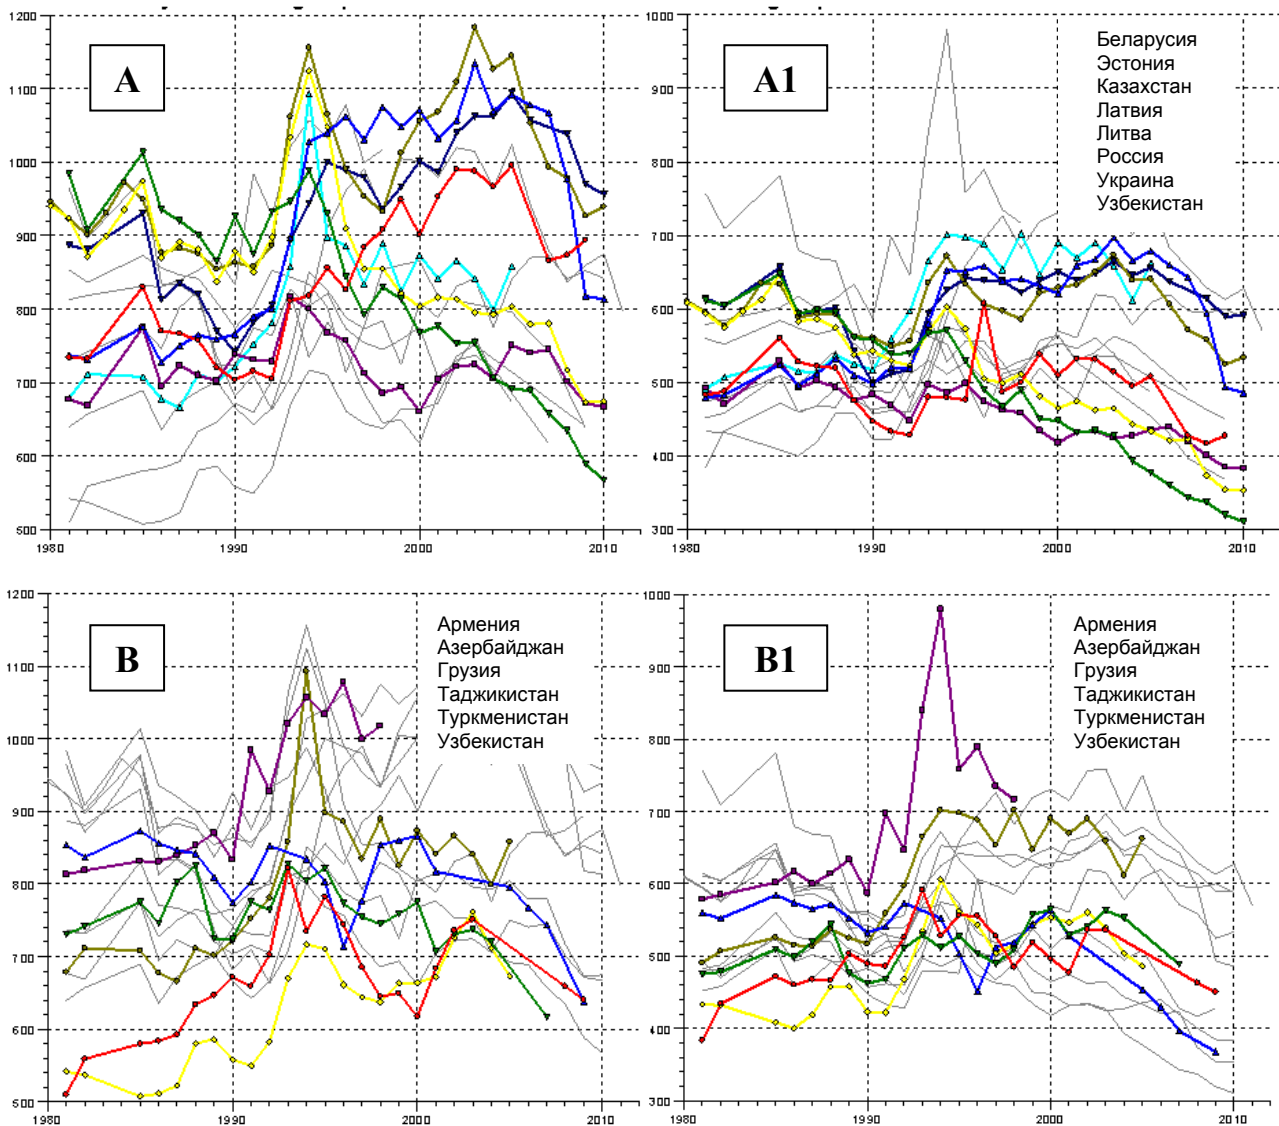 1200
1100
1000
900
800
700
600
500
1980
1990
2000
2010
A
1000
900
800
700
600
500
400
300
1980
1990
2000
2010
A1
Беларусия
Эстония
Казахстан
Латвия
Литва
Россия
Украина
Узбекистан
1200
1100
1000
900
800
700
600
500
1980
1990
2000
2010
B
Армения
Азербайджан
Грузия
Таджикистан
Туркменистан
Узбекистан
1000
900
800
700
600
500
400
300
1980
1990
2000
2010
B1
Армения
Азербайджан
Грузия
Таджикистан
Туркменистан
Узбекистан